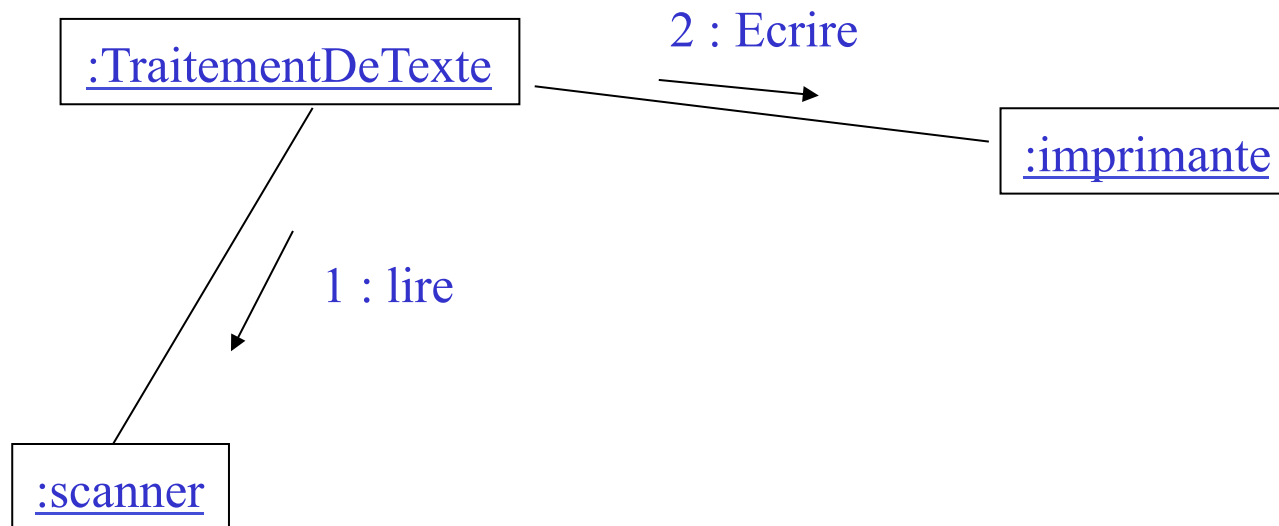 2 : Ecrire
:TraitementDeTexte
:imprimante
1 : lire
:scanner